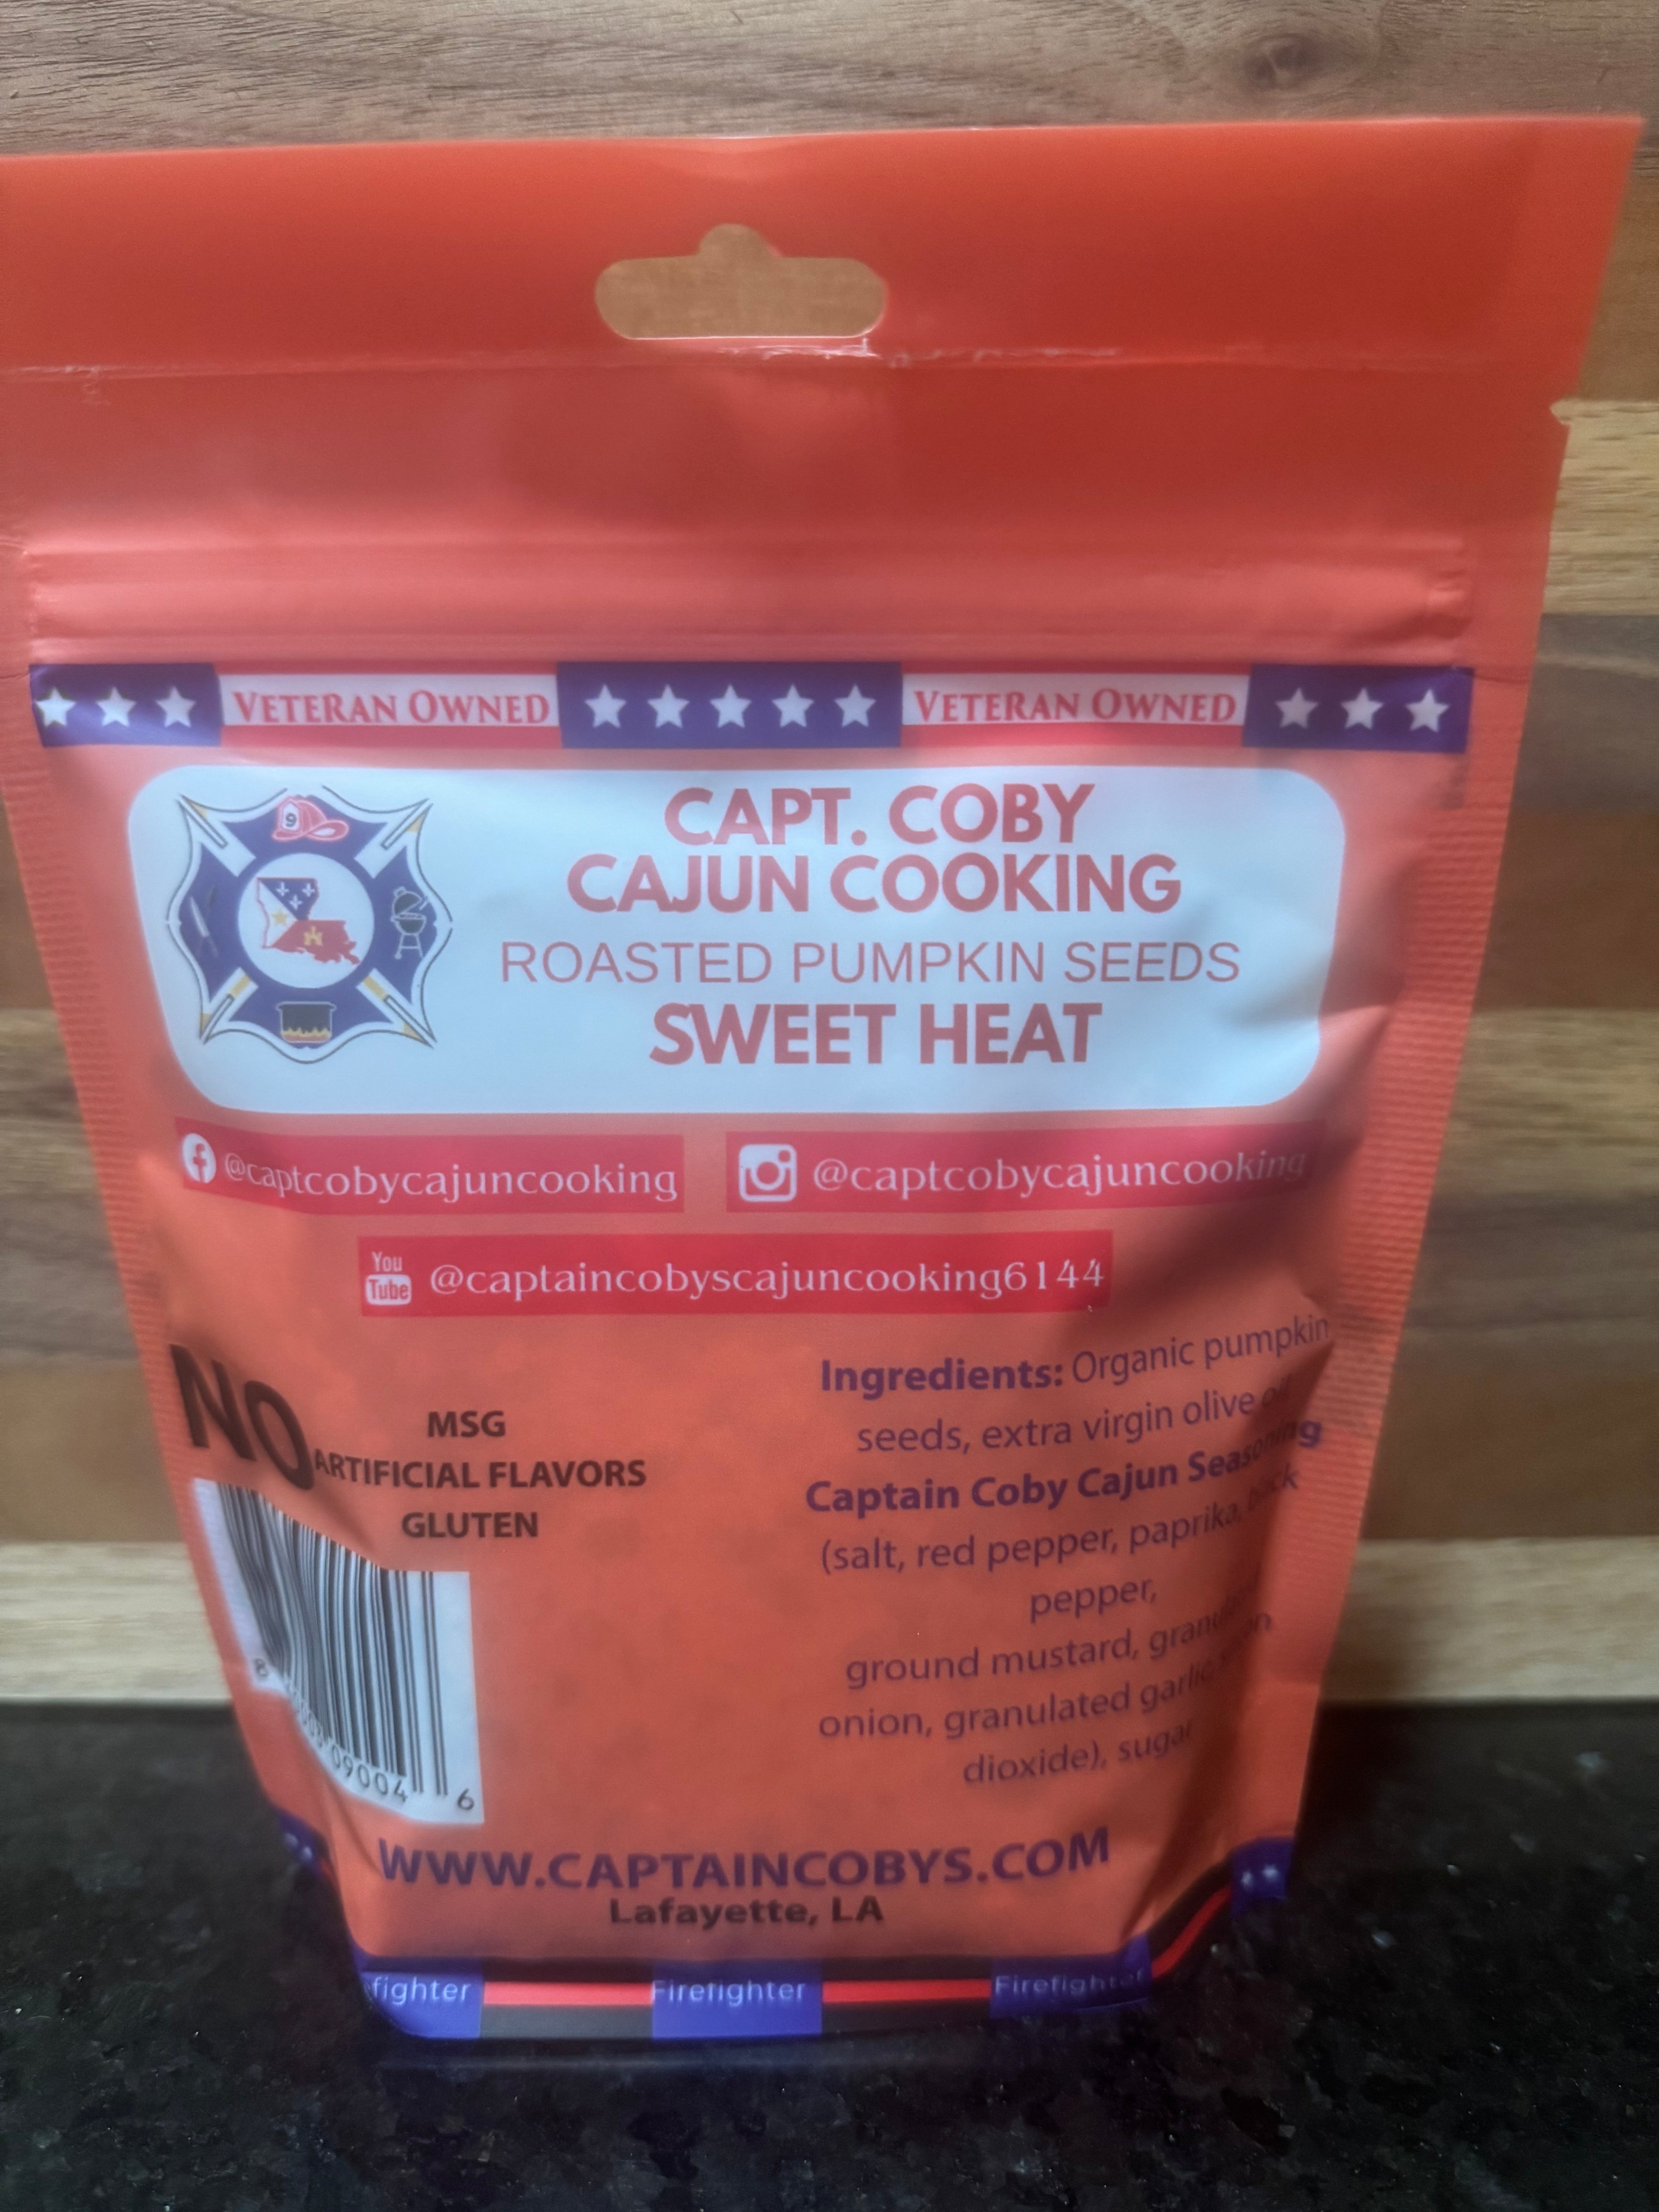 VETERAN OWNED VETERAN OWNED
9
CAPT. COBY
CAJUN COOKING
ROASTED PUMPKIN SEEDS
SWEET HEAT
@captcobycajuncooking @captcobycajuncooking
You
Tube @captaincobyscajuncooking6144
NO
MSG
ARTIFICIAL FLAVORS
GLUTEN
Ingredients: Organic pumpkin
seeds, extra virgin olive
Captain Coby Cajun Seasoning
(salt, red pepper, paprika,
pepper,
ground mustard,
onion, granulated garlic,
dioxide), sugar
09004 6
WWW.CAPTAINCOBYS.COM
Lafayette, LA
fighter Firefighter Firefighter